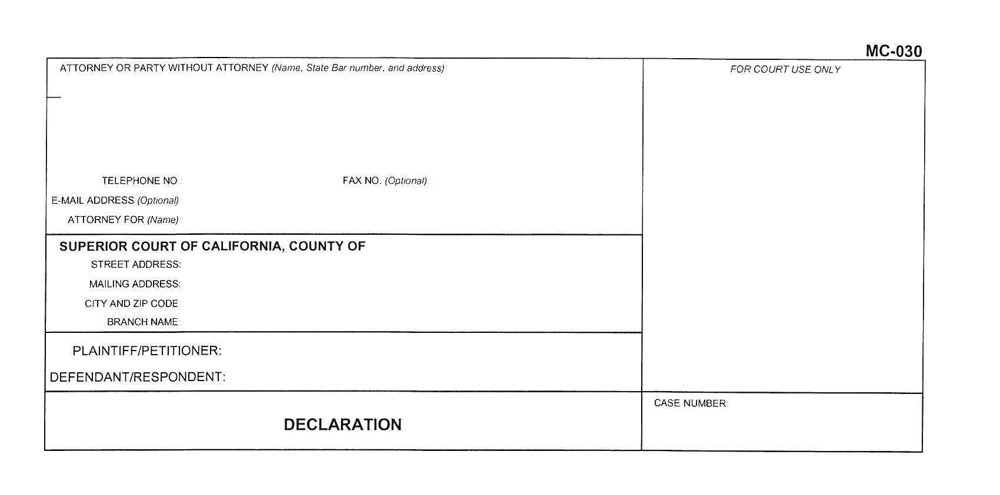 MC-030
ATTORNEY OR PARTY WITHOUT ATTORNEY (Name, State Bar number, and address):
FOR COURT USE ONLY
TELEPHONE NO.:
FAX NO. (Optional):
E-MAIL ADDRESS (Optional):
ATTORNEY FOR (Name):
SUPERIOR COURT OF CALIFORNIA, COUNTY OF
STREET ADDRESS:
MAILING ADDRESS:
CITY AND ZIP CODE:
BRANCH NAME:
PLAINTIFF/PETITIONER:
DEFENDANT/RESPONDENT:
DECLARATION
CASE NUMBER: